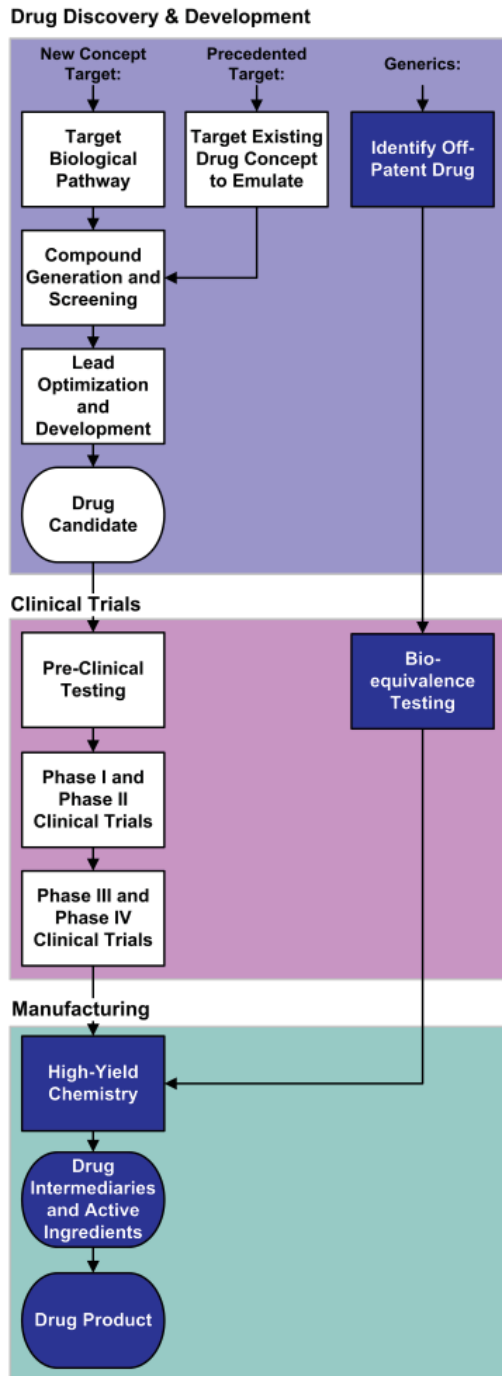 Drug Discovery & Development
New Concept
Target:
Precedented
Target:
Generics:
Target
Biological
Pathway
Target Existing
Drug Concept
to Emulate
Identify Off-
Patent Drug
Compound
Generation and
Screening
Lead
Optimization
and
Development
Drug
Candidate
Clinical Trials
Pre-Clinical
Testing
Bio-
equivalence
Testing
Phase I and
Phase II
Clinical Trials
Phase III and
Phase IV
Clinical Trials
Manufacturing
High-Yield
Chemistry
Drug
Intermediaries
and Active
Ingredients
Drug Product